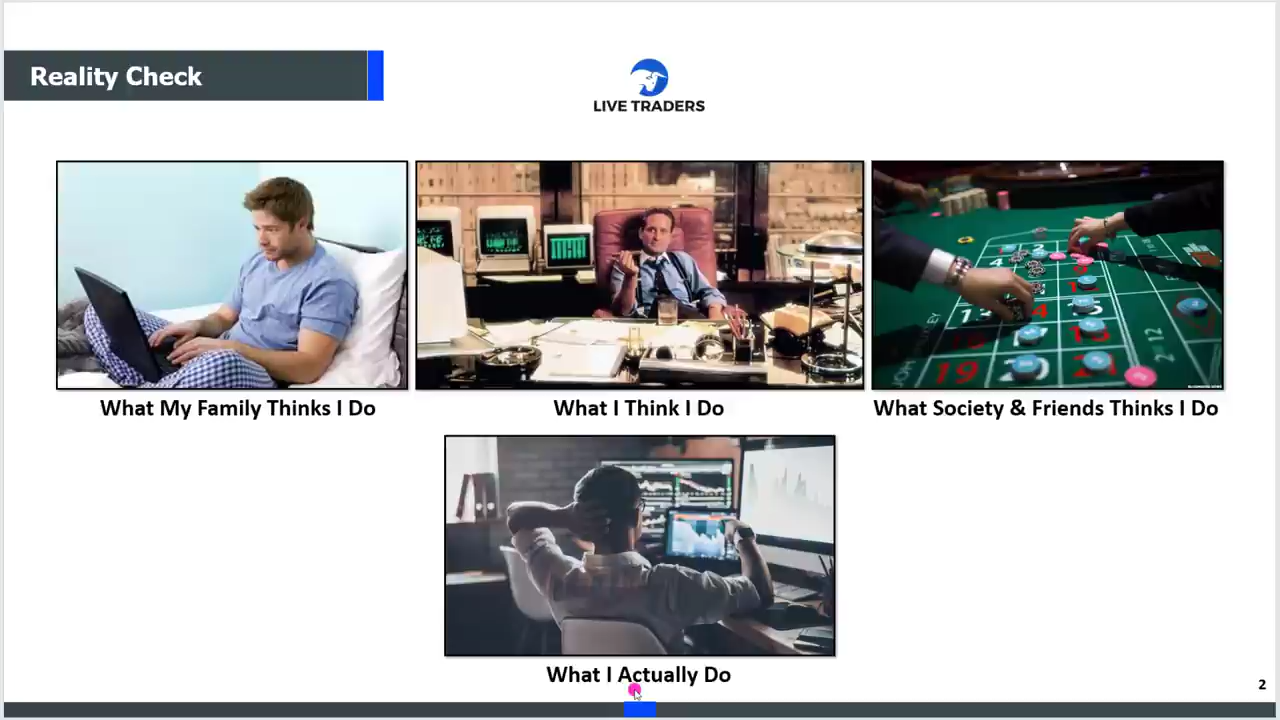 Reality Check
LIVE TRADERS
What My Family Thinks I Do
What I Think I Do
What Society & Friends Thinks I Do
What I Actually Do
2